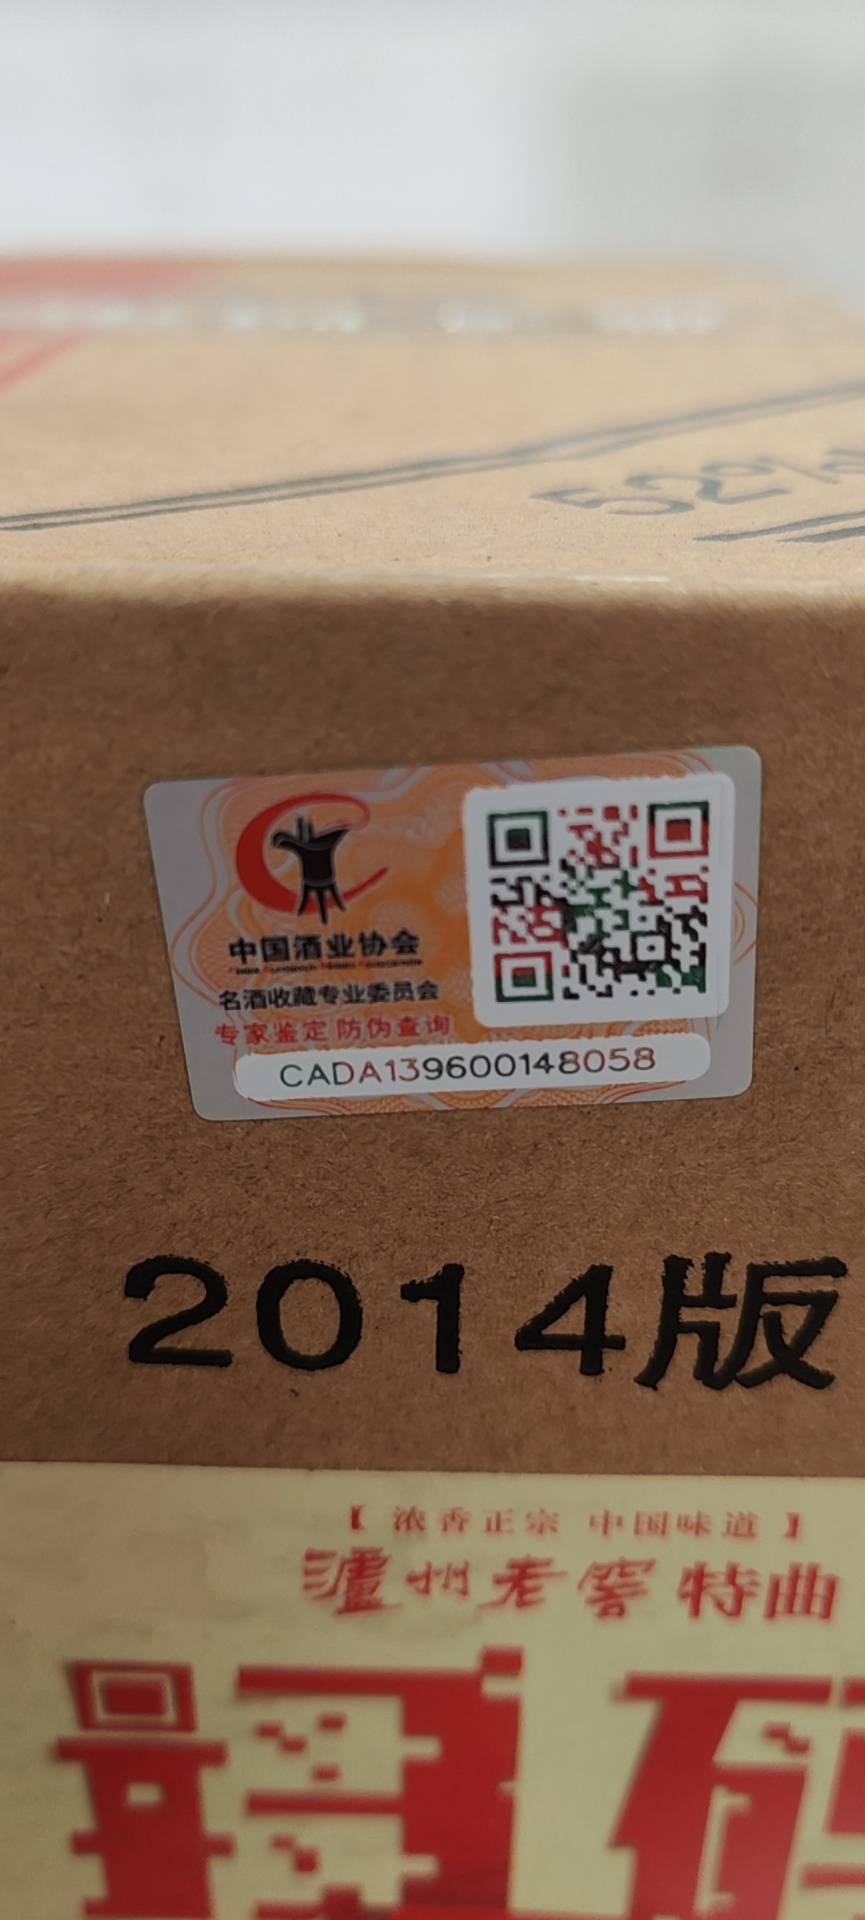 52%
中国酒业协会
名酒收藏专业委员会
专家鉴定 防伪查询
CADA139600148058
2014版
【 浓香正宗 中国味道 】
泸州老窖特曲